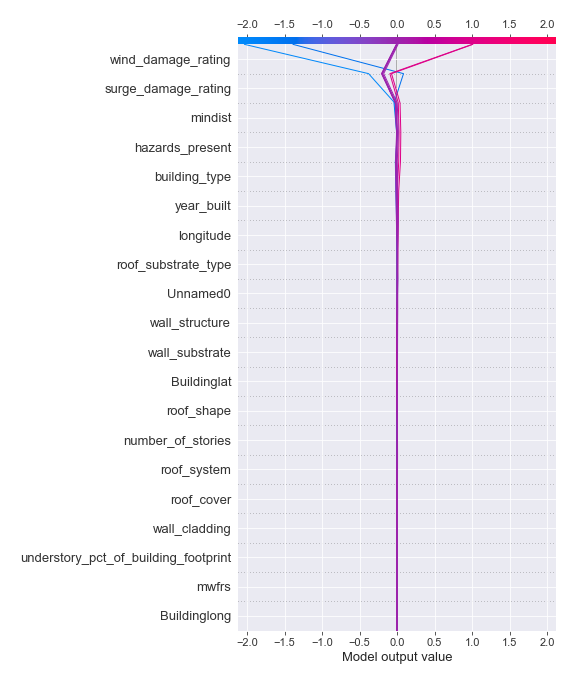 −2.0 −1.5 −1.0 −0.5 0.0 0.5 1.0 1.5 2.0
wind_damage_rating
surge_damage_rating
mindist
hazards_present
building_type
year_built
longitude
roof_substrate_type
Unnamed0
wall_structure
wall_substrate
Buildinglat
roof_shape
number_of_stories
roof_system
roof_cover
wall_cladding
understory_pct_of_building_footprint
mwfrs
Buildinglong
−2.0 −1.5 −1.0 −0.5 0.0 0.5 1.0 1.5 2.0
Model output value